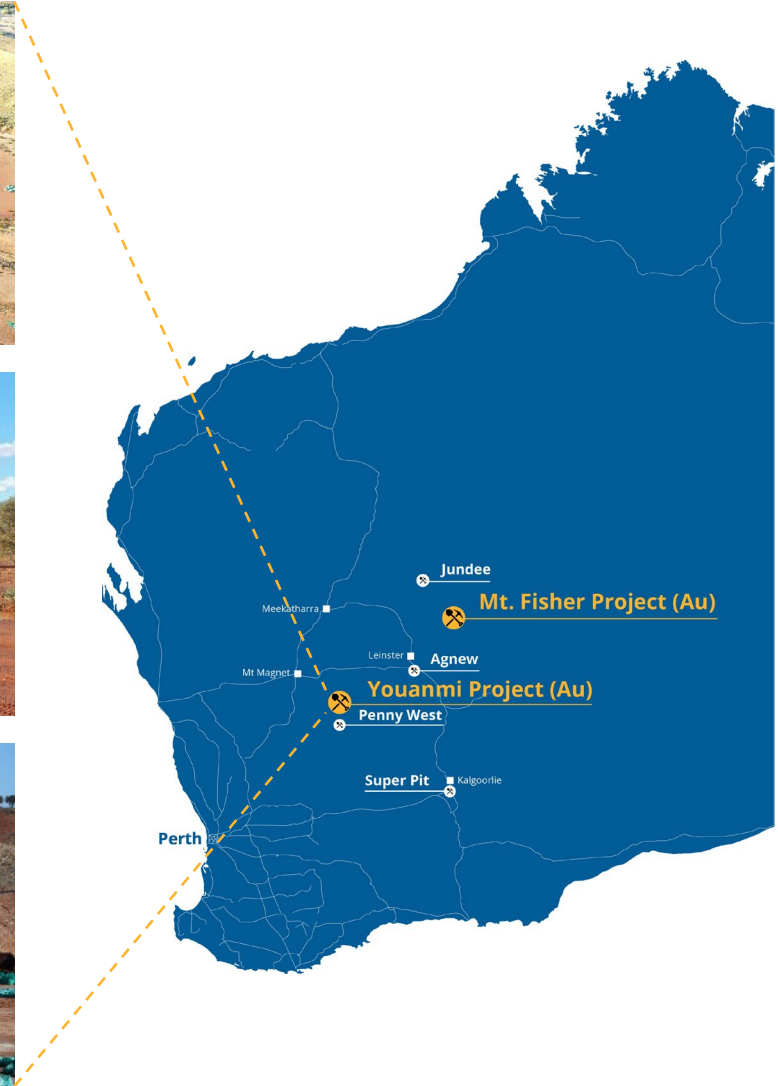 Jundee
Mt. Fisher Project (Au)
Meekatharra
Leinster
Agnew
Mt Magnet
Youanmi Project (Au)
Penny West
Super Pit
Kalgoorlie
Perth